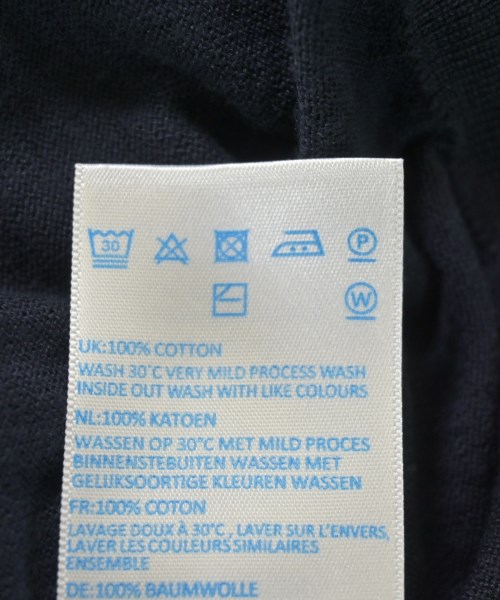 30
P
W
UK:100% COTTON
WASH 30°C VERY MILD PROCESS WASH
INSIDE OUT WASH WITH LIKE COLOURS
NL:100% KATOEN
WASSEN OP 30°C MET MILD PROCES
BINNENSTEBUITEN WASSEN MET
GELIJKSOORTIGE KLEUREN WASSEN
FR:100% COTON
LAVAGE DOUX À 30°C, LAVER SUR L'ENVERS,
LAVER LES COULEURS SIMILAIRES
ENSEMBLE
DE:100% BAUMWOLLE